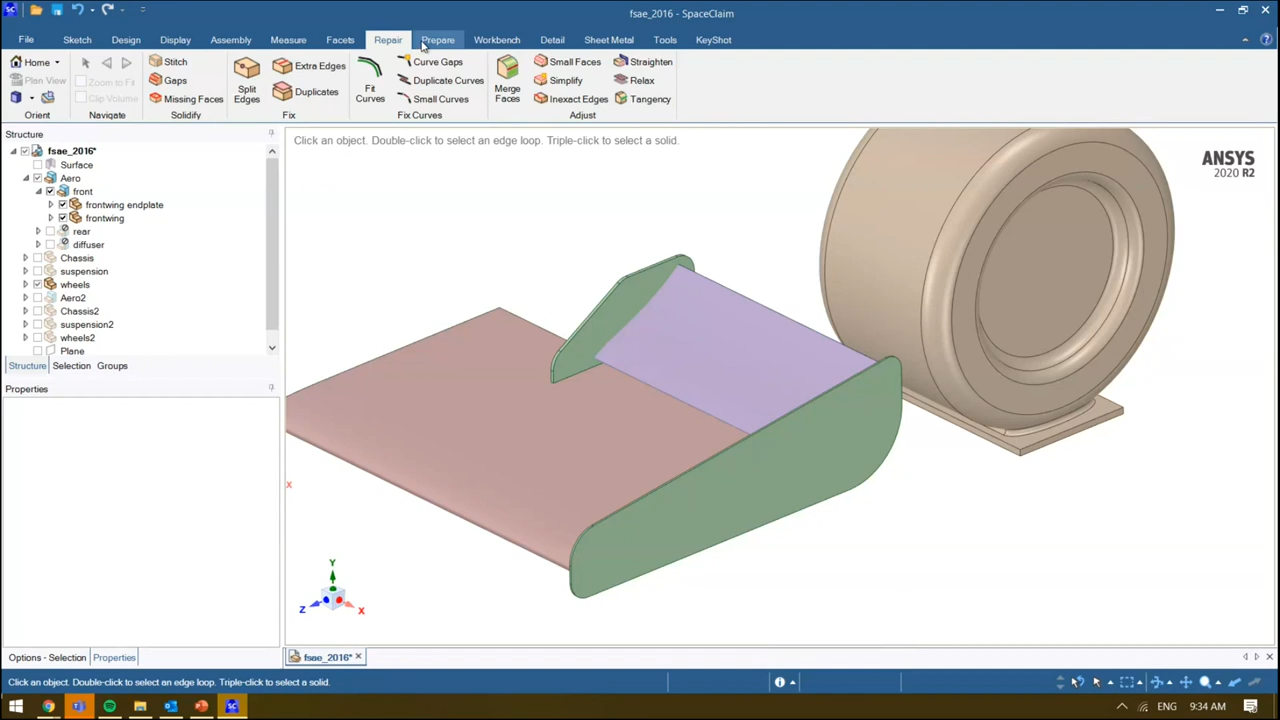 fsae_2016 - SpaceClaim
File Sketch Design Display Assembly Measure Facets Repair Prepare Workbench Detail Sheet Metal Tools KeyShot
Home
Plan View
Orient
Zoom to Fit
Clip Volume
Navigate
Stitch
Gaps
Missing Faces
Solidify
Split Edges
Extra Edges
Duplicates
Fix
Fit Curves
Curve Gaps
Duplicate Curves
Small Curves
Fix Curves
Merge Faces
Small Faces
Simplify
Inexact Edges
Straighten
Relax
Tangency
Adjust
Structure
fsae_2016*
Surface
Aero
front
frontwing endplate
frontwing
rear
diffuser
Chassis
suspension
wheels
Aero2
Chassis2
suspension2
wheels2
Plane
Structure Selection Groups
Properties
Options - Selection Properties
Click an object. Double-click to select an edge loop. Triple-click to select a solid.
ANSYS
2020 R2
X
Y
Z X
fsae_2016*
Click an object. Double-click to select an edge loop. Triple-click to select a solid.
ENG 9:34 AM